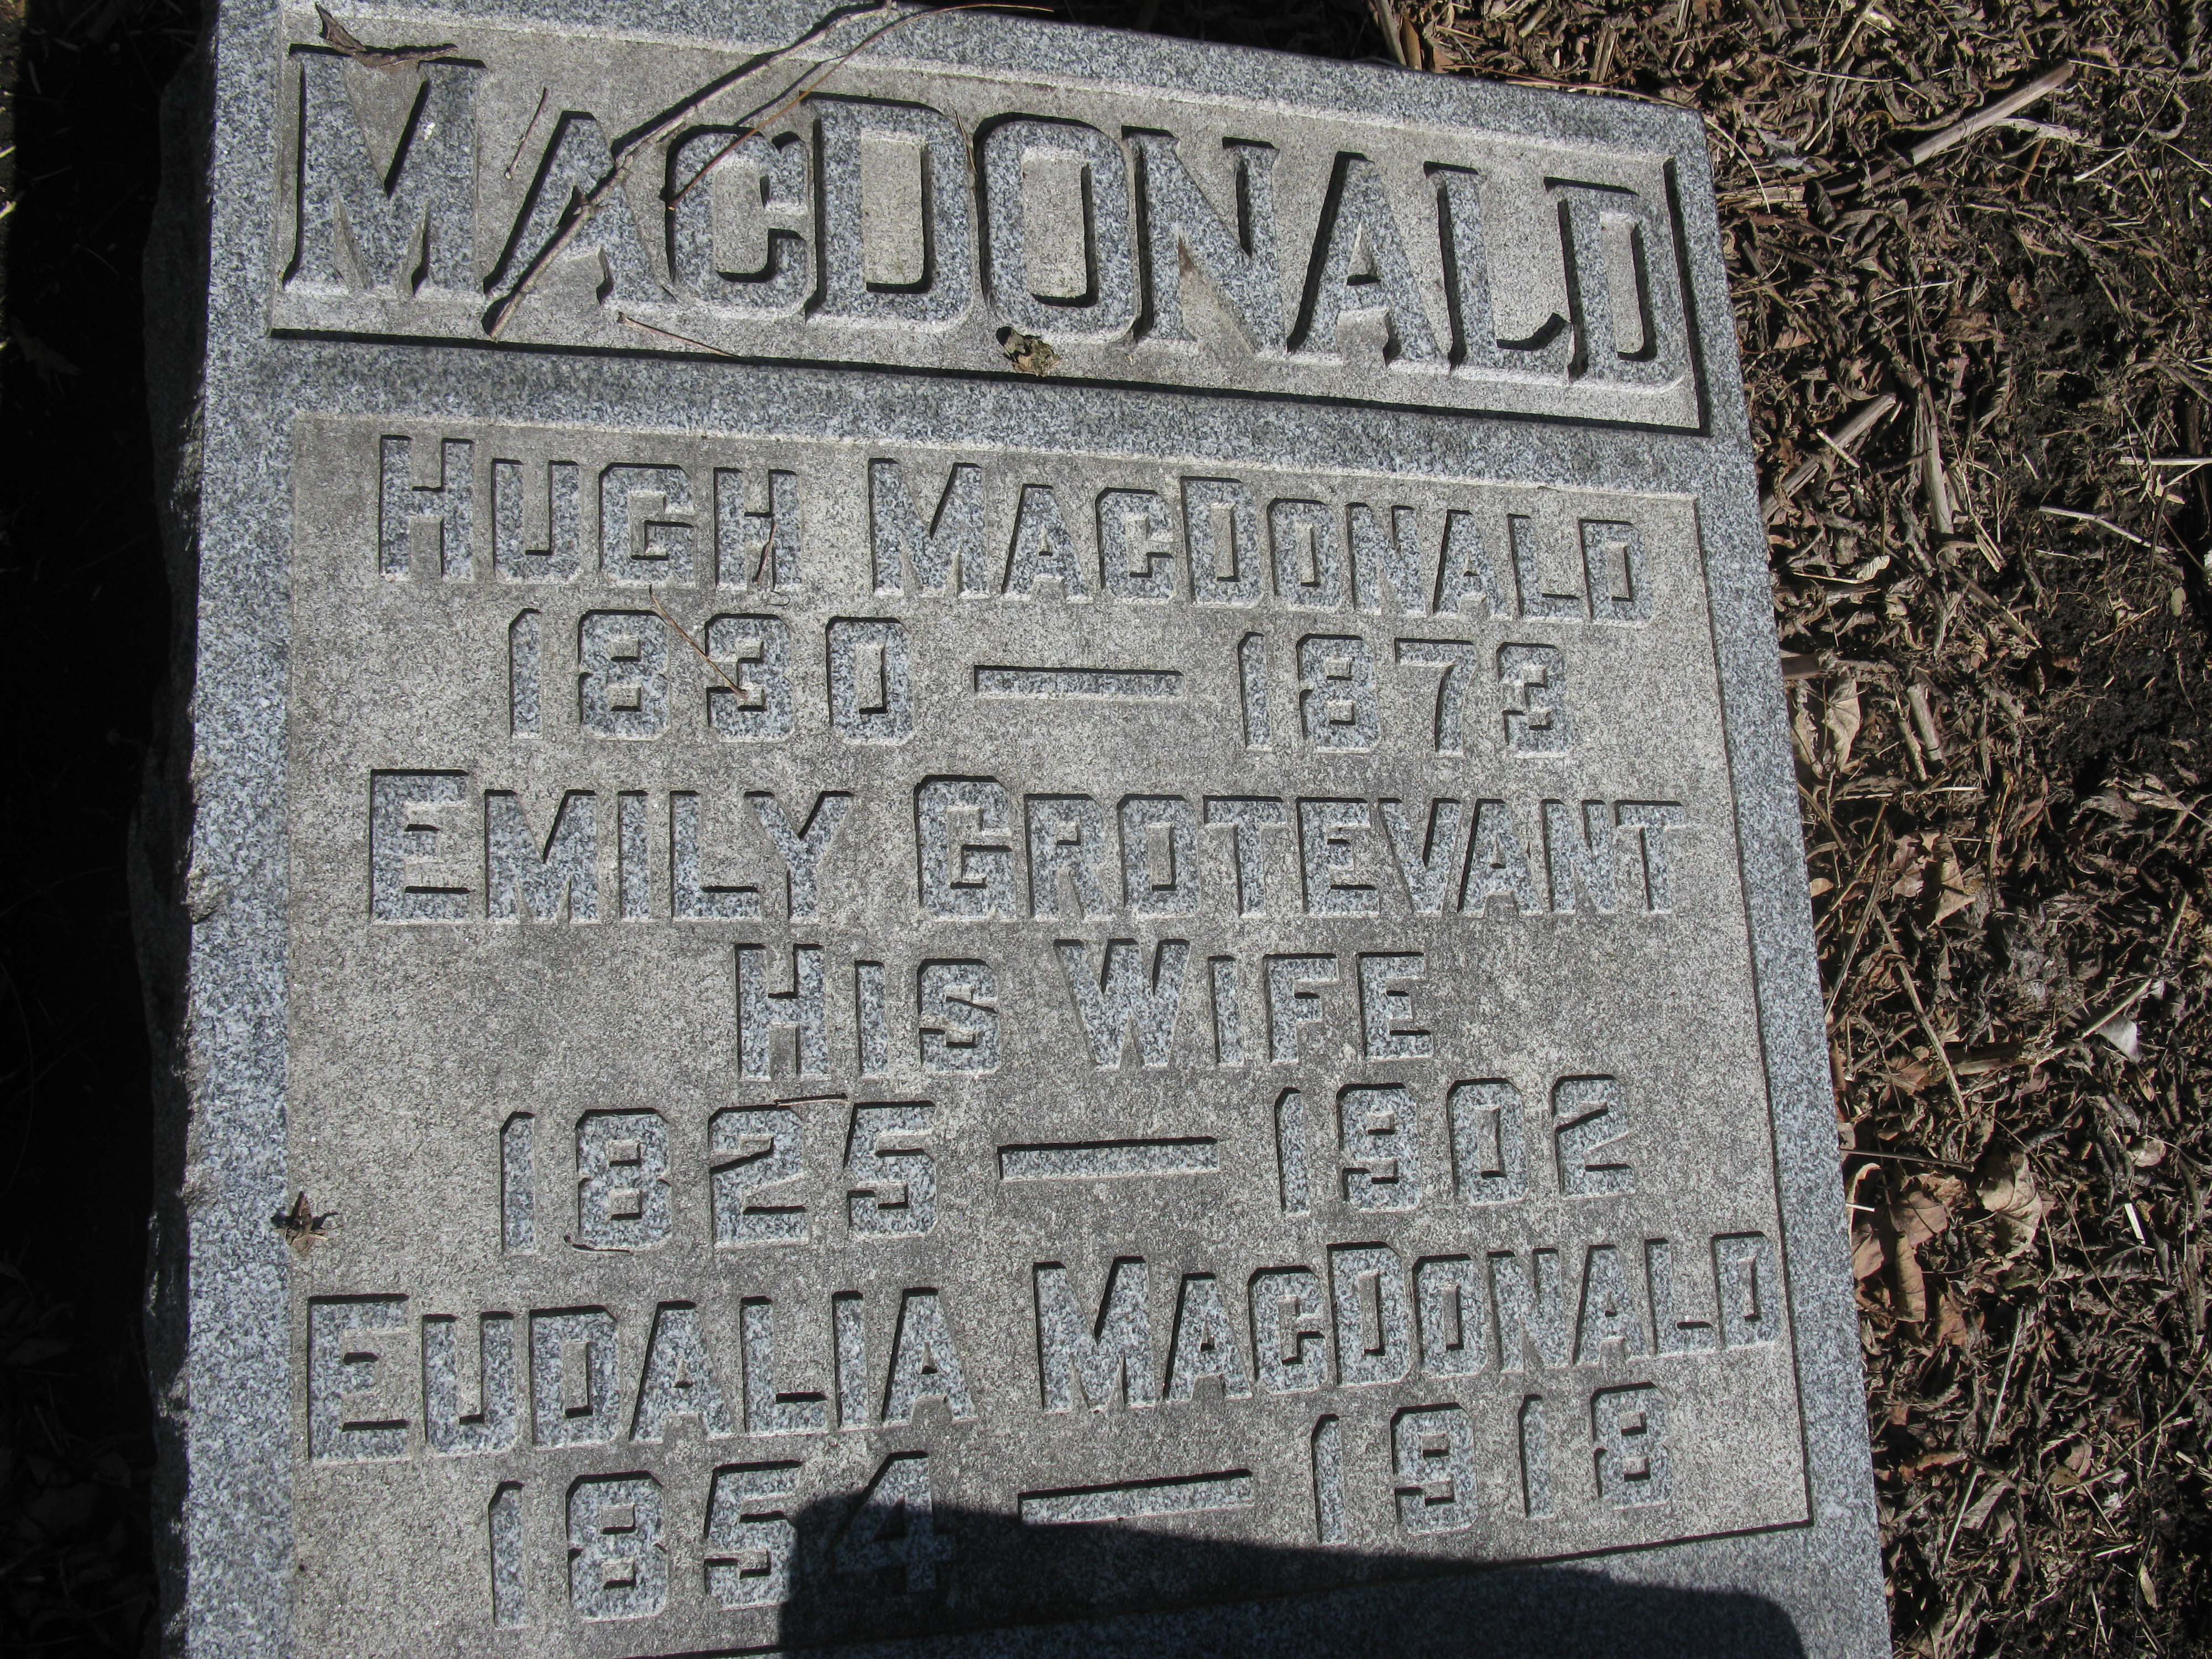 MACDONALD
HUGH MACDONALD
1830 — 1873
EMILY GROTEVANT
HIS WIFE
1825 — 1902
EUDALIA MACDONALD
1854 — 1918